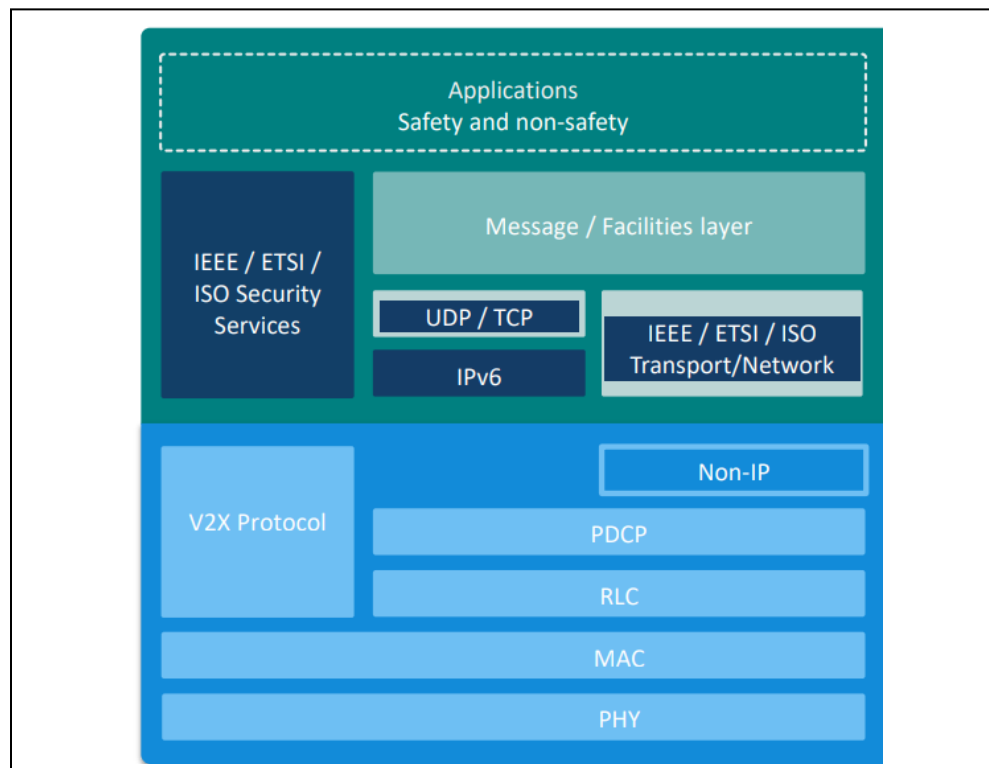 Applications
Safety and non-safety
IEEE / ETSI /
ISO Security
Services
Message / Facilities layer
UDP / TCP
IPv6
IEEE / ETSI / ISO
Transport/Network
V2X Protocol
Non-IP
PDCP
RLC
MAC
PHY